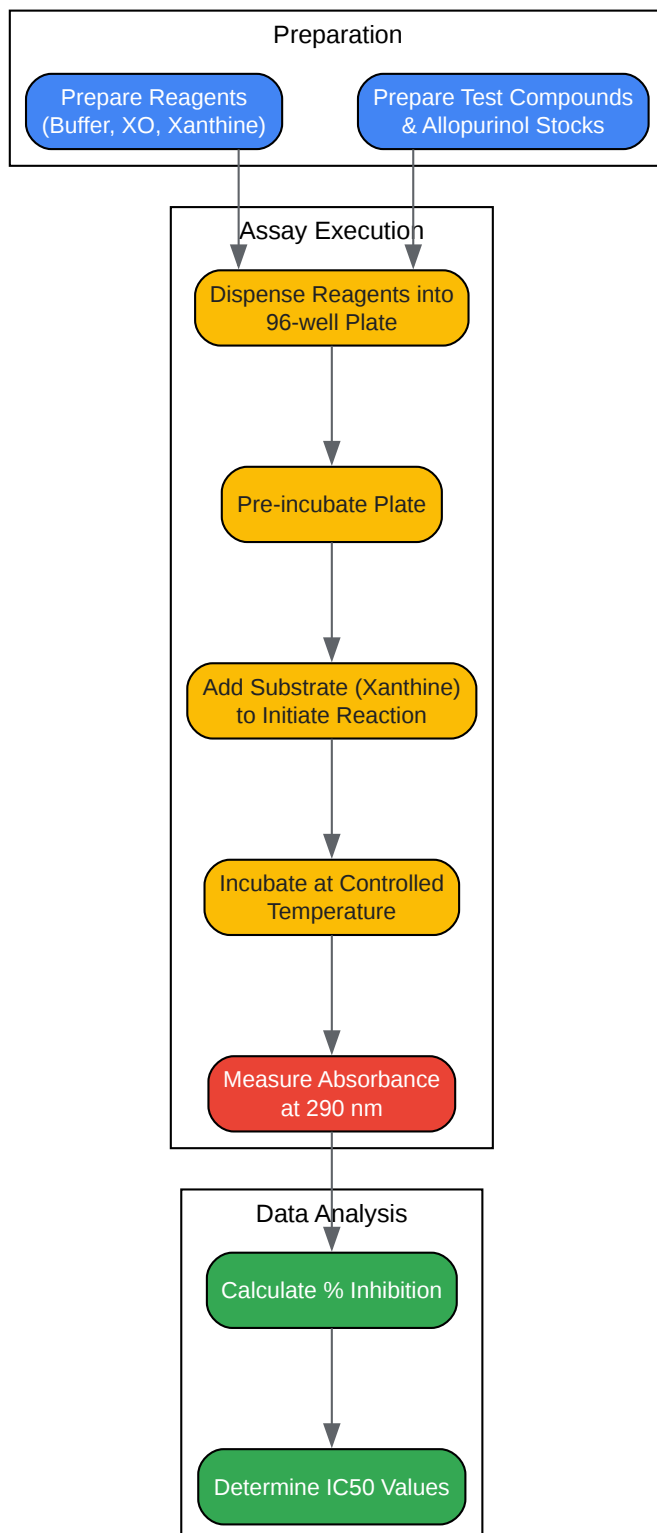 Preparation
Prepare Reagents
(Buffer, XO, Xanthine)
Prepare Test Compounds
& Allopurinol Stocks
Assay Execution
Dispense Reagents into
96-well Plate
Pre-incubate Plate
Add Substrate (Xanthine)
to Initiate Reaction
Incubate at Controlled
Temperature
Measure Absorbance
at 290 nm
Data Analysis
Calculate % Inhibition
Determine IC50 Values